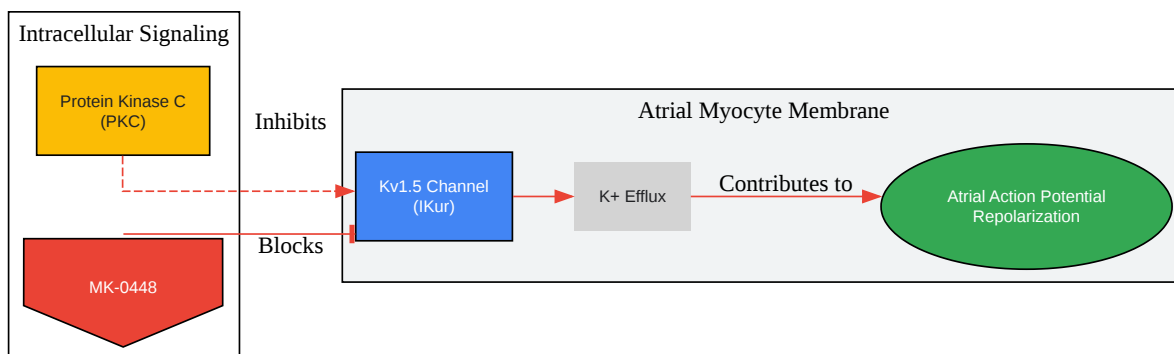 Intracellular Signaling
Protein Kinase C
(PKC)
Inhibits
Atrial Myocyte Membrane
Kv1.5 Channel
(IKur)
K+ Efflux
Contributes to
Atrial Action Potential
Repolarization
Blocks
MK-0448